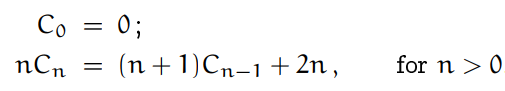 C₀ = 0;
nCₙ = (n + 1)Cₙ₋₁ + 2n, for n > 0